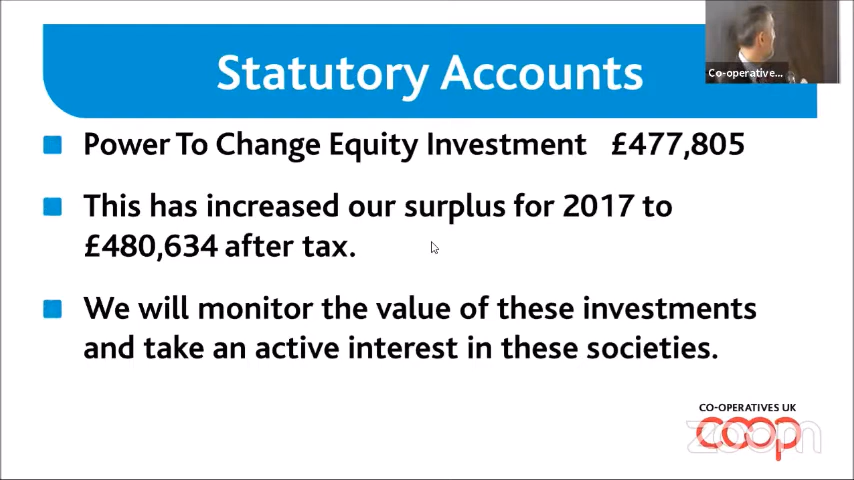 Statutory Accounts
Co-operative...
Power To Change Equity Investment £477,805
This has increased our surplus for 2017 to
£480,634 after tax.
We will monitor the value of these investments
and take an active interest in these societies.
CO-OPERATIVES UK
coop
zoom